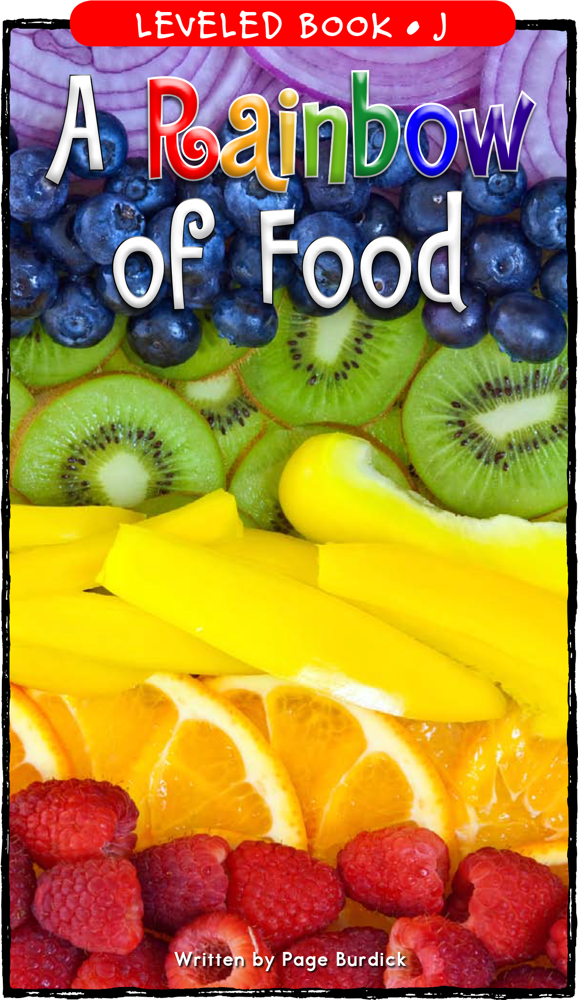 LEVELED BOOK • J
A Rainbow
of Food
Written by Page Burdick